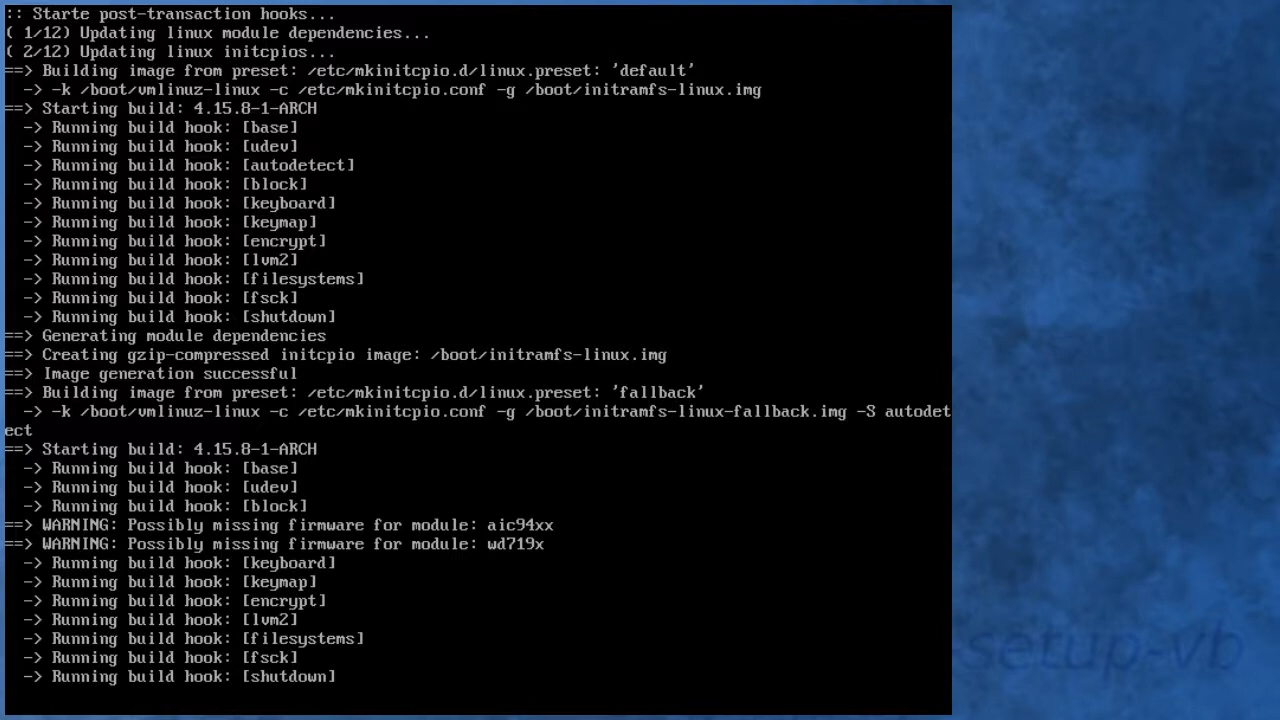 :: Starte post-transaction hooks...
( 1/12) Updating linux module dependencies...
( 2/12) Updating linux initcpios...
==> Building image from preset: /etc/mkinitcpio.d/linux.preset: 'default'
  -> -k /boot/vmlinuz-linux -c /etc/mkinitcpio.conf -g /boot/initramfs-linux.img
==> Starting build: 4.15.8-1-ARCH
  -> Running build hook: [base]
  -> Running build hook: [udev]
  -> Running build hook: [autodetect]
  -> Running build hook: [block]
  -> Running build hook: [keyboard]
  -> Running build hook: [keymap]
  -> Running build hook: [encrypt]
  -> Running build hook: [lvm2]
  -> Running build hook: [filesystems]
  -> Running build hook: [fsck]
  -> Running build hook: [shutdown]
==> Generating module dependencies
==> Creating gzip-compressed initcpio image: /boot/initramfs-linux.img
==> Image generation successful
==> Building image from preset: /etc/mkinitcpio.d/linux.preset: 'fallback'
  -> -k /boot/vmlinuz-linux -c /etc/mkinitcpio.conf -g /boot/initramfs-linux-fallback.img -S autodet
ect
==> Starting build: 4.15.8-1-ARCH
  -> Running build hook: [base]
  -> Running build hook: [udev]
  -> Running build hook: [block]
==> WARNING: Possibly missing firmware for module: aic94xx
==> WARNING: Possibly missing firmware for module: wd719x
  -> Running build hook: [keyboard]
  -> Running build hook: [keymap]
  -> Running build hook: [encrypt]
  -> Running build hook: [lvm2]
  -> Running build hook: [filesystems]
  -> Running build hook: [fsck]
  -> Running build hook: [shutdown]
setup-vb